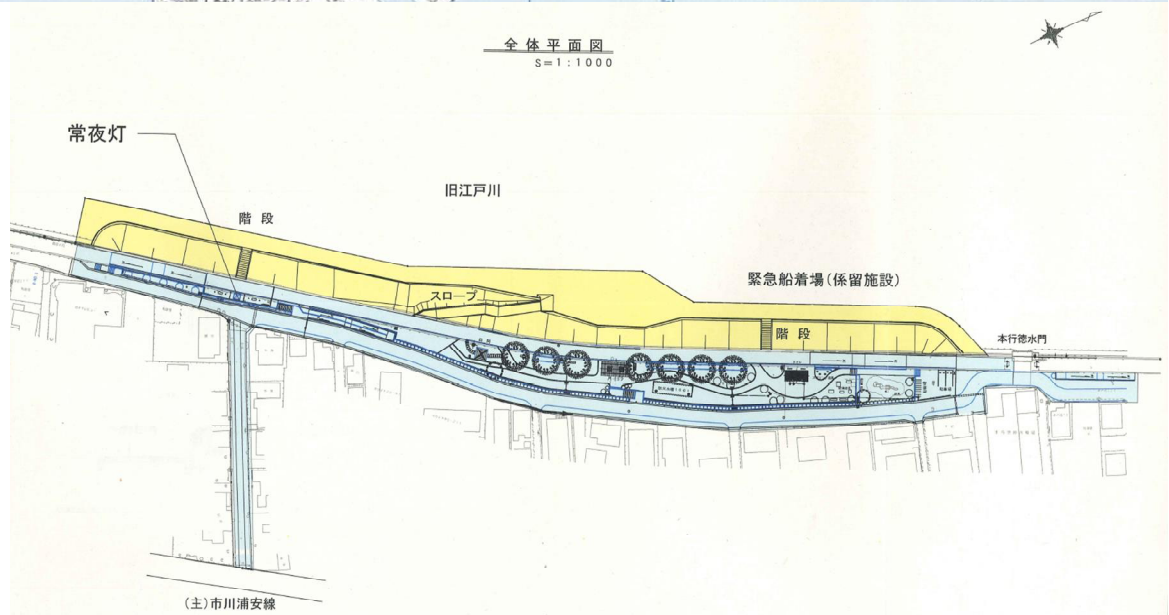 全体平面図
S=1:1000
常夜灯
旧江戸川
階段
緊急船着場(係留施設)
スロープ
階段
本行徳水門
(主)市川浦安線